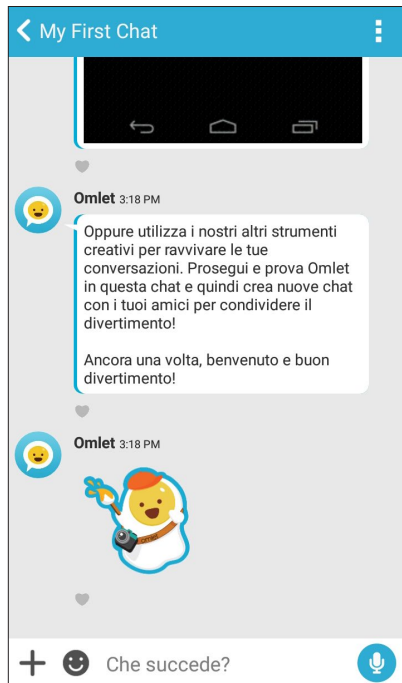 My First Chat
Omlet 3:18 PM
Oppure utilizza i nostri altri strumenti
creativi per ravvivare le tue
conversazioni. Prosegui e prova Omlet
in questa chat e quindi crea nuove chat
con i tuoi amici per condividere il
divertimento!
Ancora una volta, benvenuto e buon
divertimento!
Omlet 3:18 PM
Che succede?